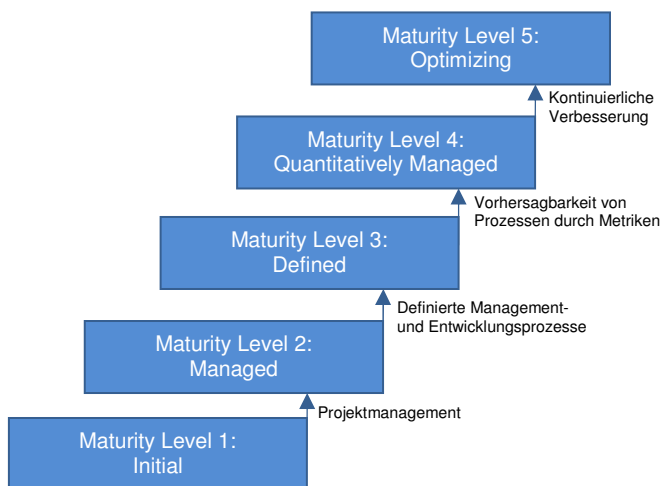 Maturity Level 5:
Optimizing
Kontinuierliche
Verbesserung
Maturity Level 4:
Quantitatively Managed
Vorhersagbarkeit von
Prozessen durch Metriken
Maturity Level 3:
Defined
Definierte Management-
und Entwicklungsprozesse
Maturity Level 2:
Managed
Projektmanagement
Maturity Level 1:
Initial